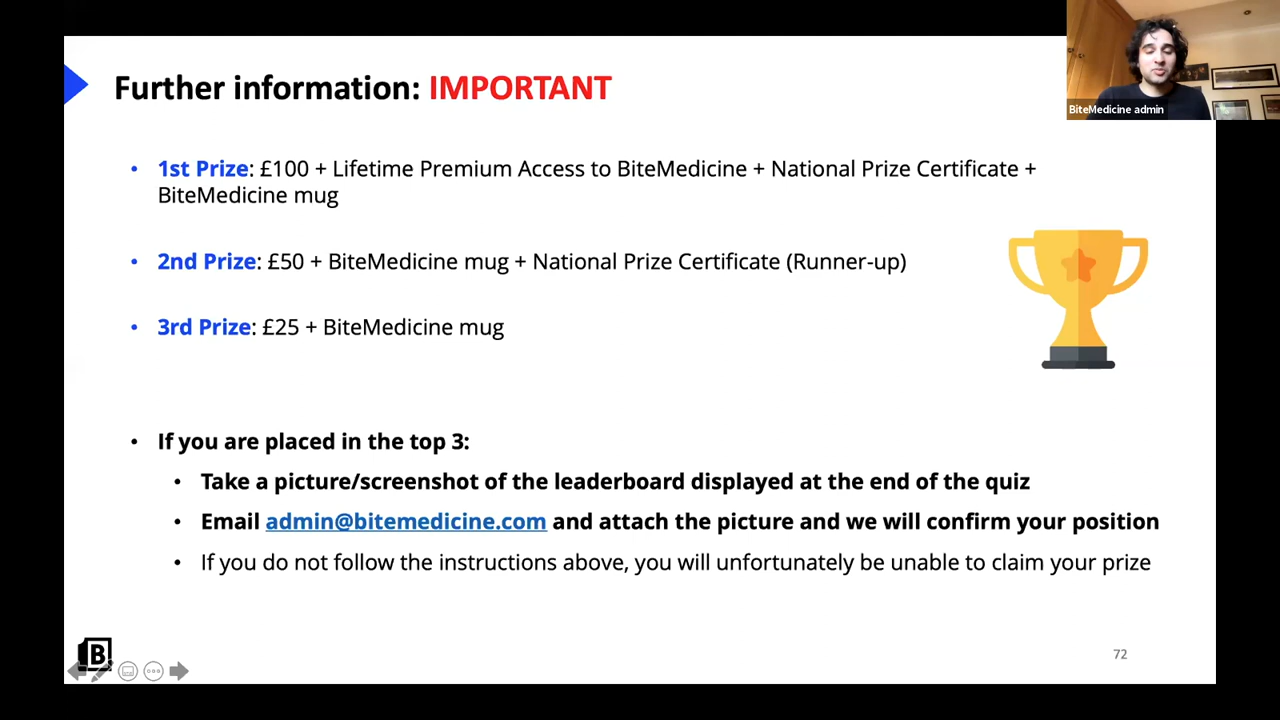 Further information: IMPORTANT
BiteMedicine admin
• 1st Prize: £100 + Lifetime Premium Access to BiteMedicine + National Prize Certificate +
BiteMedicine mug
• 2nd Prize: £50 + BiteMedicine mug + National Prize Certificate (Runner-up)
• 3rd Prize: £25 + BiteMedicine mug
• If you are placed in the top 3:
• Take a picture/screenshot of the leaderboard displayed at the end of the quiz
• Email admin@bitemedicine.com and attach the picture and we will confirm your position
• If you do not follow the instructions above, you will unfortunately be unable to claim your prize
B
72